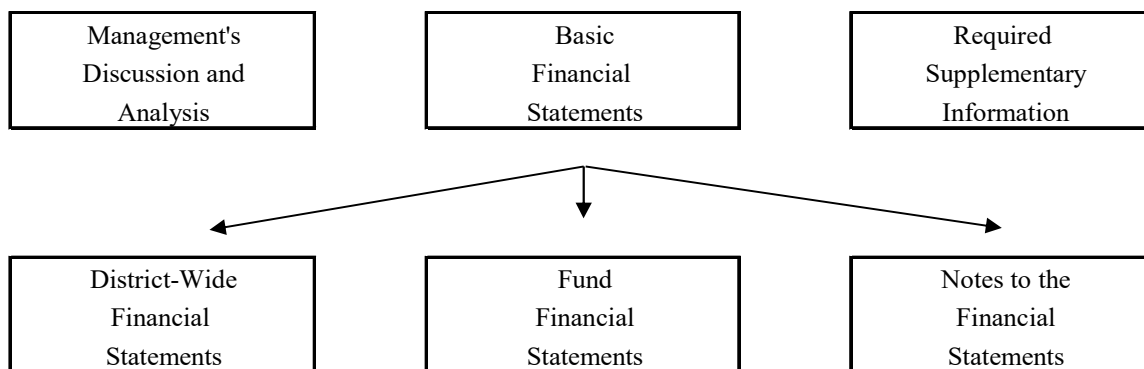 Management's
Discussion and
Analysis
Basic
Financial
Statements
Required
Supplementary
Information
District-Wide
Financial
Statements
Fund
Financial
Statements
Notes to the
Financial
Statements